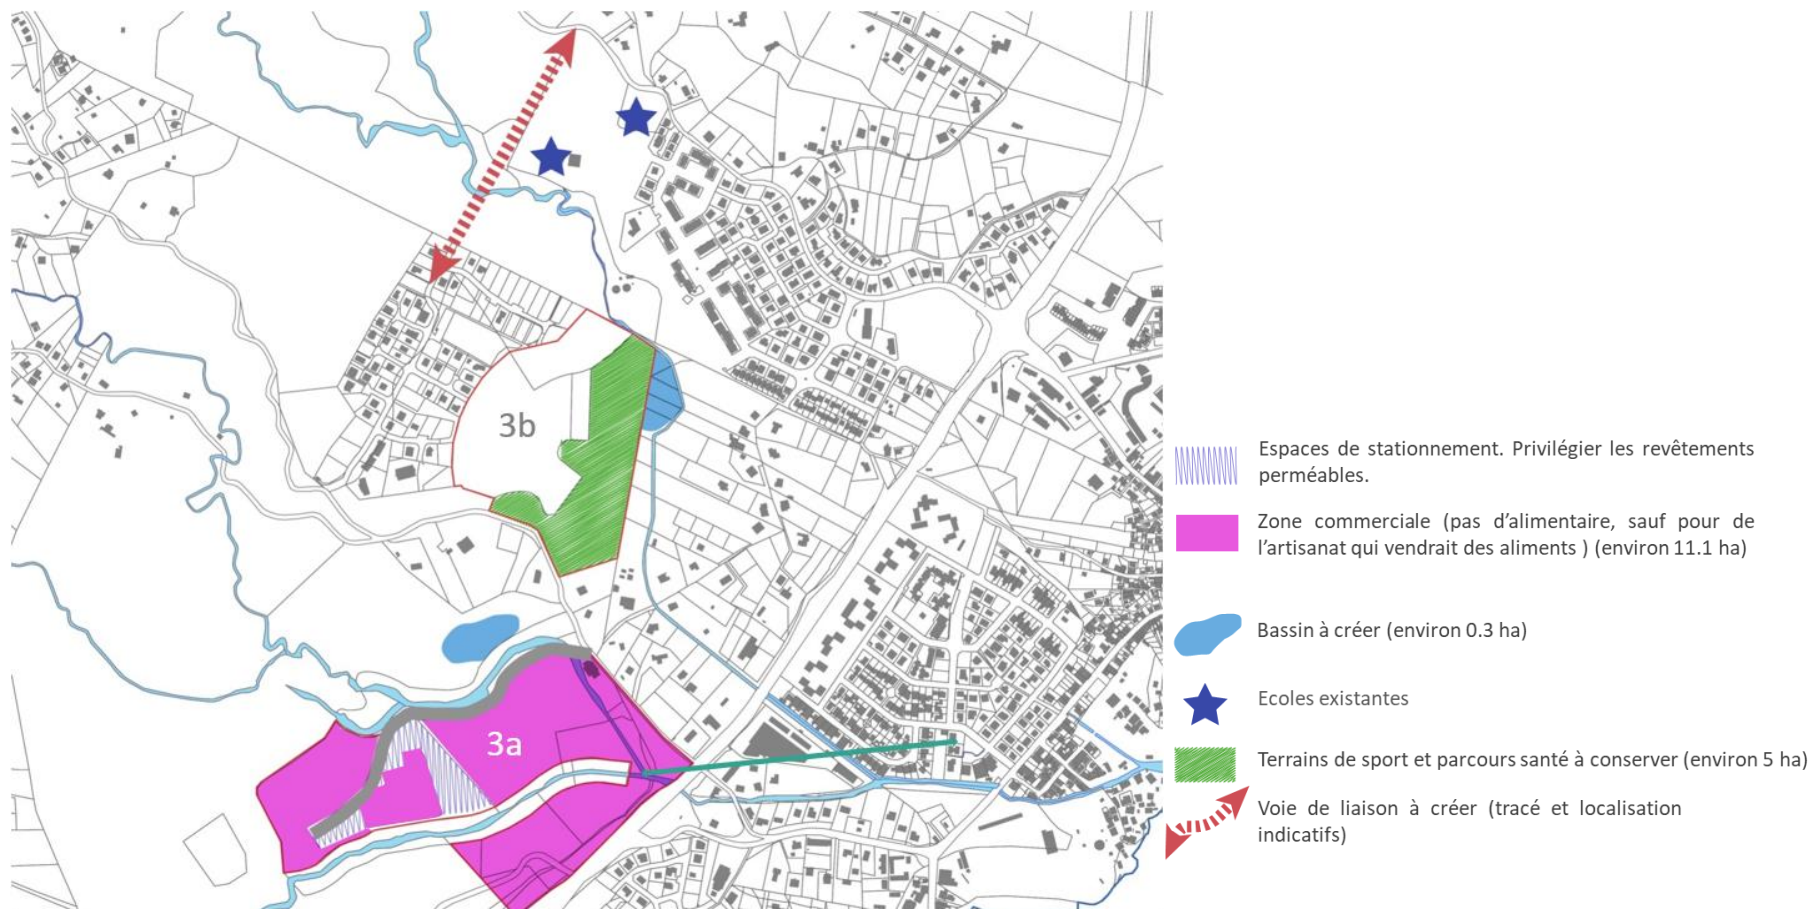 3b
3a
Espaces de stationnement. Privilégier les revêtements
perméables.
Zone commerciale (pas d'alimentaire, sauf pour de
l'artisanat qui vendrait des aliments ) (environ 11.1 ha)
Bassin à créer (environ 0.3 ha)
Ecoles existantes
Terrains de sport et parcours santé à conserver (environ 5 ha)
Voie de liaison à créer (tracé et localisation
indicatifs)